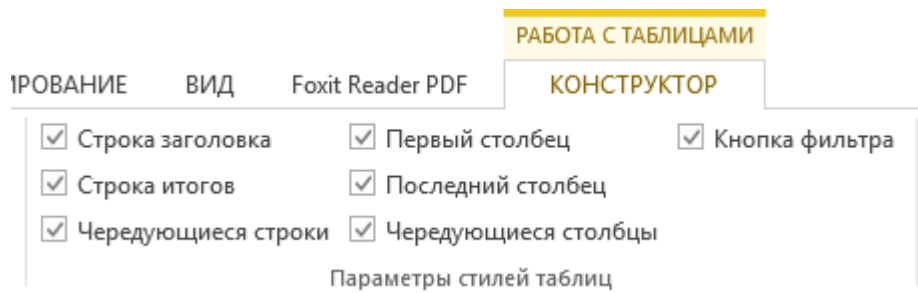 РАБОТА С ТАБЛИЦАМИ
ИРОВАНИЕ ВИД Foxit Reader PDF КОНСТРУКТОР
Строка заголовка Первый столбец Кнопка фильтра
Строка итогов Последний столбец
Чередующиеся строки Чередующиеся столбцы
Параметры стилей таблиц